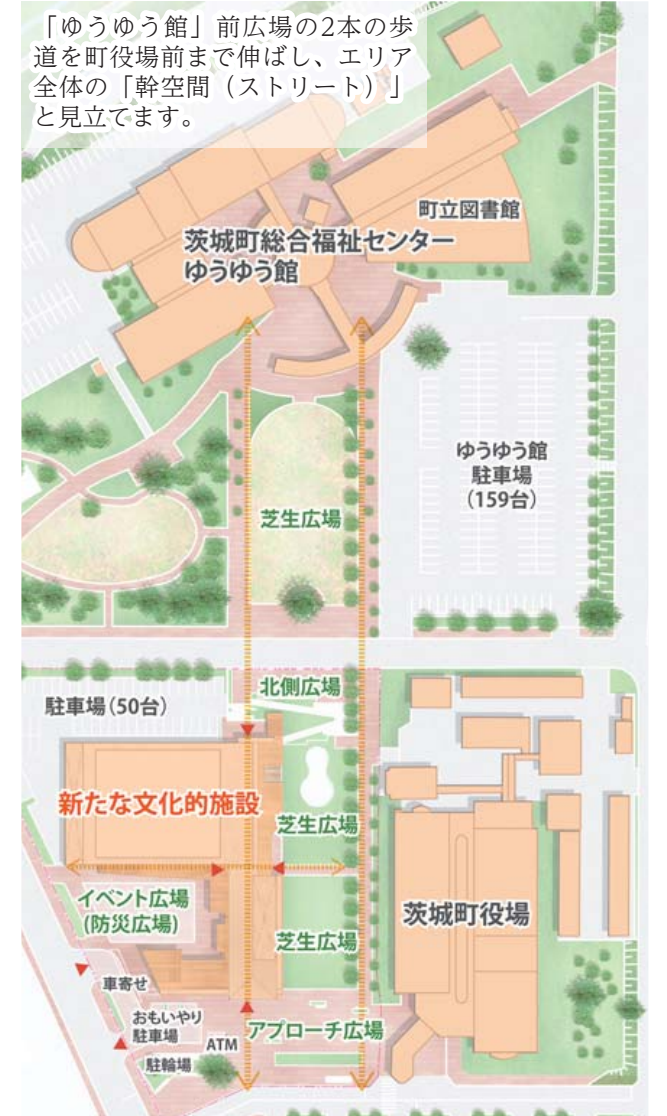 「ゆうゆう館」前広場の2本の歩
道を町役場前まで伸ばし、エリア
全体の「幹空間（ストリート）」
と見立てます。
町立図書館
茨城町総合福祉センター
ゆうゆう館
ゆうゆう館
駐車場
（159台）
芝生広場
北側広場
駐車場（50台）
新たな文化的施設
芝生広場
イベント広場
(防災広場)
茨城町役場
芝生広場
車寄せ
おもいやり
駐車場
アプローチ広場
ATM
駐輪場